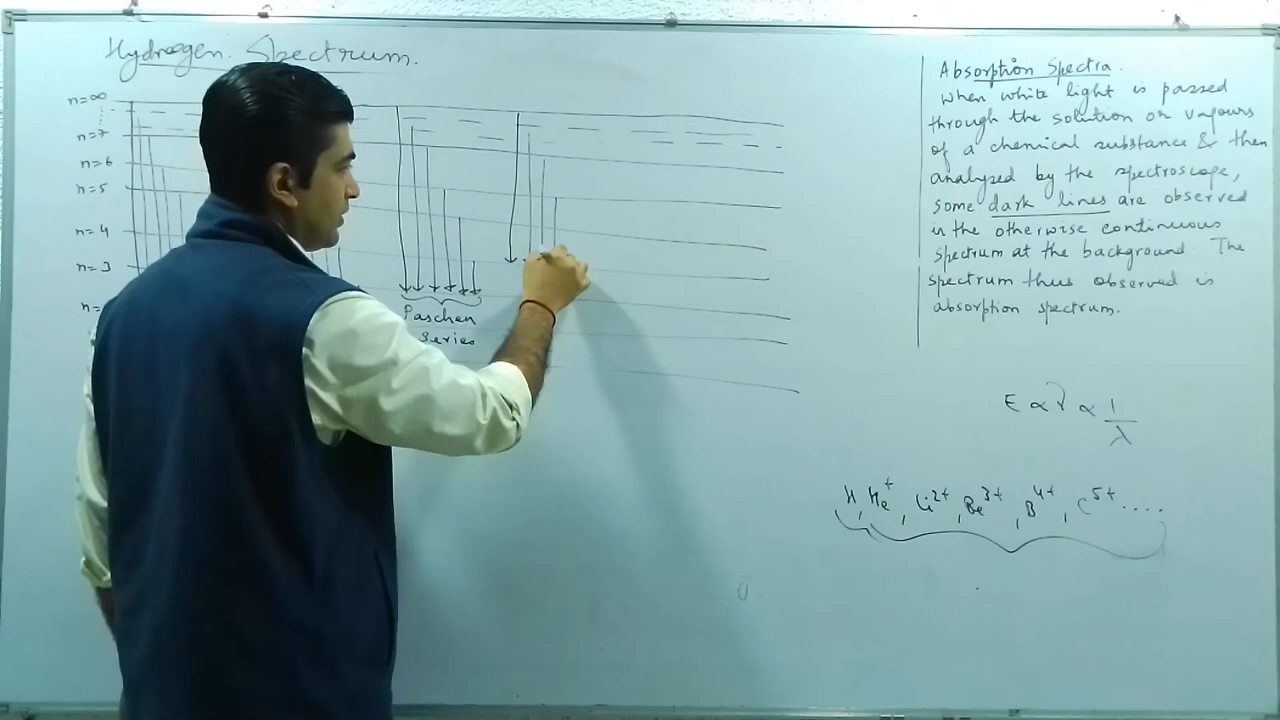 Hydrogen Spectrum.
n=∞
n=7
n=6
n=5
n=4
n=3
n=
Paschen
Series
Absorption Spectra.
When white light is passed
through the solution or vapours
of a chemical substance & then
analyzed by the spectroscope,
some dark lines are observed
in the otherwise continuous
spectrum at the background. The
spectrum thus observed is
absorption spectrum.
E ∝ ν ∝ 1/λ
H, He⁺, Li²⁺, Be³⁺, B⁴⁺, C⁵⁺....